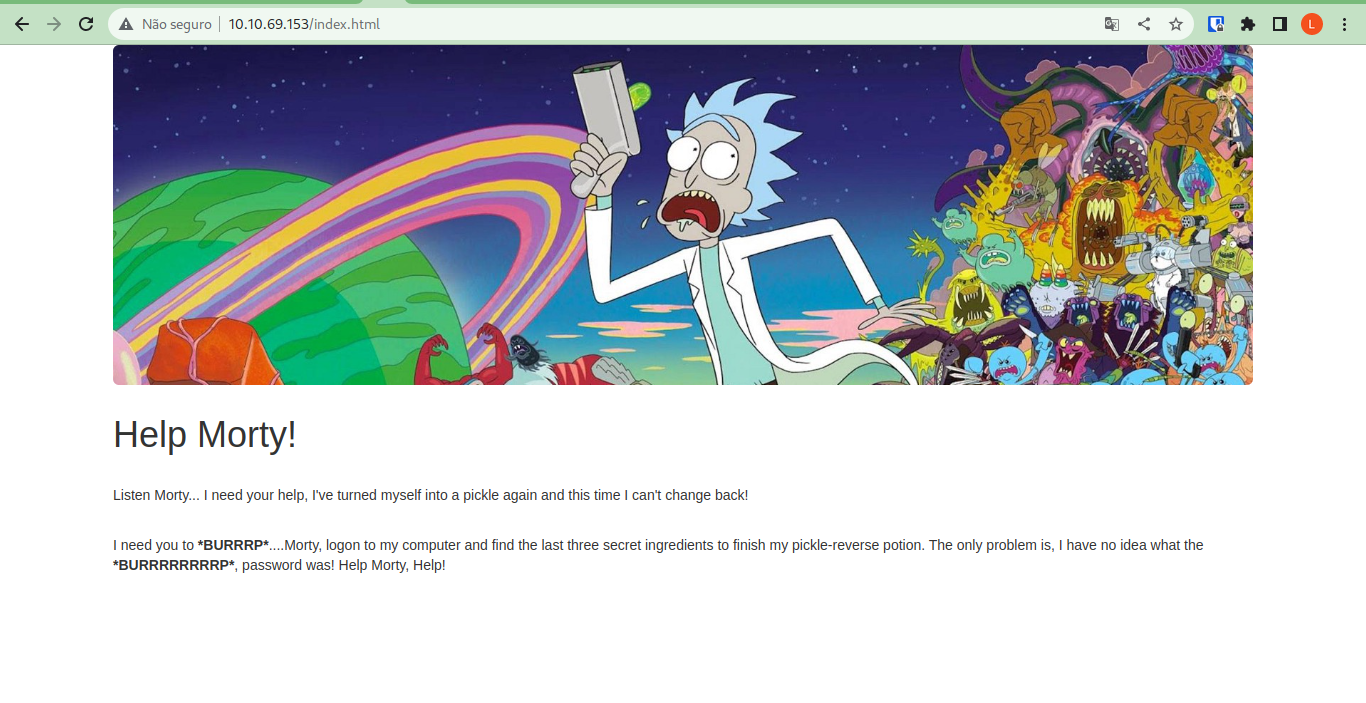 Não seguro 10.10.69.153/index.html
L
Help Morty!
Listen Morty... I need your help, I've turned myself into a pickle again and this time I can't change back!
I need you to *BURRRP*....Morty, logon to my computer and find the last three secret ingredients to finish my pickle-reverse potion. The only problem is, I have no idea what the
*BURRRRRRRRP*, password was! Help Morty, Help!